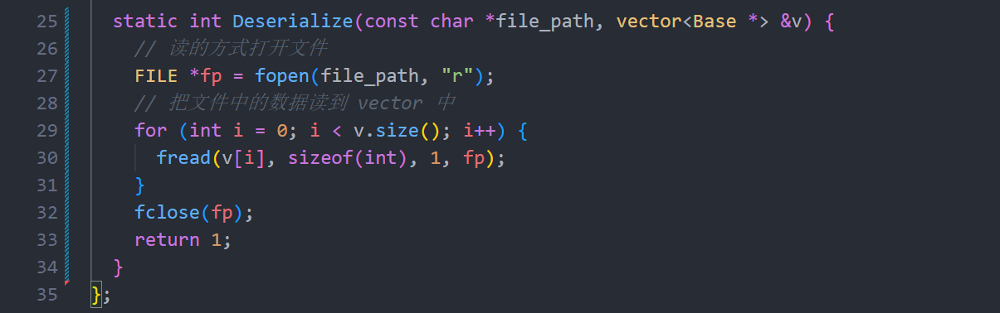 25 static int Deserialize(const char *file_path, vector<Base *> &v) {
26 // 读的方式打开文件
27 FILE *fp = fopen(file_path, "r");
28 // 把文件中的数据读到 vector 中
29 for (int i = 0; i < v.size(); i++) {
30 fread(v[i], sizeof(int), 1, fp);
31 }
32 fclose(fp);
33 return 1;
34 }
35 };